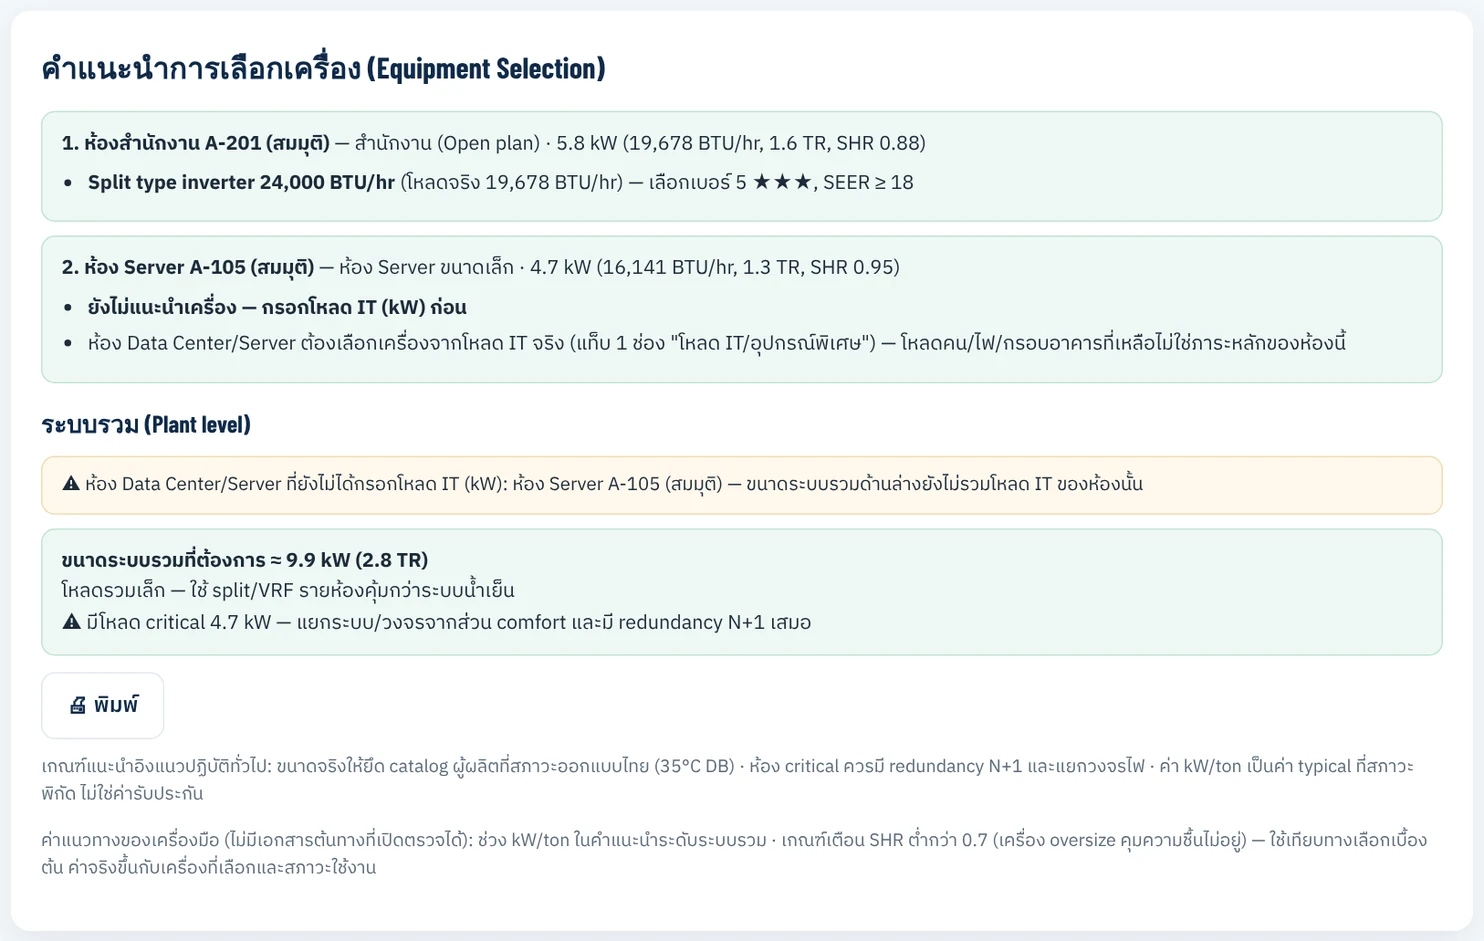 คำแนะนำการเลือกเครื่อง (Equipment Selection)
1. ห้องสำนักงาน A-201 (สมมุติ) — สำนักงาน (Open plan) · 5.8 kW (19,678 BTU/hr, 1.6 TR, SHR 0.88)
• Split type inverter 24,000 BTU/hr (โหลดจริง 19,678 BTU/hr) — เลือกเบอร์ 5 ★★★, SEER ≥ 18
2. ห้อง Server A-105 (สมมุติ) — ห้อง Server ขนาดเล็ก · 4.7 kW (16,141 BTU/hr, 1.3 TR, SHR 0.95)
• ยังไม่แนะนำเครื่อง — กรอกโหลด IT (kW) ก่อน
• ห้อง Data Center/Server ต้องเลือกเครื่องจากโหลด IT จริง (แท็บ 1 ช่อง "โหลด IT/อุปกรณ์พิเศษ") — โหลดคน/ไฟ/กรอบอาคารที่เหลือไม่ใช่ภาระหลักของห้องนี้
ระบบรวม (Plant level)
⚠ ห้อง Data Center/Server ที่ยังไม่ได้กรอกโหลด IT (kW): ห้อง Server A-105 (สมมุติ) — ขนาดระบบรวมด้านล่างยังไม่รวมโหลด IT ของห้องนั้น
ขนาดระบบรวมที่ต้องการ ≈ 9.9 kW (2.8 TR)
โหลดรวมเล็ก — ใช้ split/VRF รายห้องคุ้มกว่าระบบน้ำเย็น
⚠ มีโหลด critical 4.7 kW — แยกระบบ/วงจรจากส่วน comfort และมี redundancy N+1 เสมอ
🖨 พิมพ์
เกณฑ์แนะนำอิงแนวปฏิบัติทั่วไป: ขนาดจริงให้ยึด catalog ผู้ผลิตที่สภาวะออกแบบไทย (35°C DB) · ห้อง critical ควรมี redundancy N+1 และแยกวงจรไฟ · ค่า kW/ton เป็นค่า typical ที่สภาวะ
พิกัด ไม่ใช่ค่ารับประกัน
ค่าแนวทางของเครื่องมือ (ไม่มีเอกสารต้นทางที่เปิดตรวจได้): ช่วง kW/ton ในคำแนะนำระดับระบบรวม · เกณฑ์เตือน SHR ต่ำกว่า 0.7 (เครื่อง oversize คุมความชื้นไม่อยู่) — ใช้เทียบทางเลือกเบื้อง
ต้น ค่าจริงขึ้นกับเครื่องที่เลือกและสภาวะใช้งาน